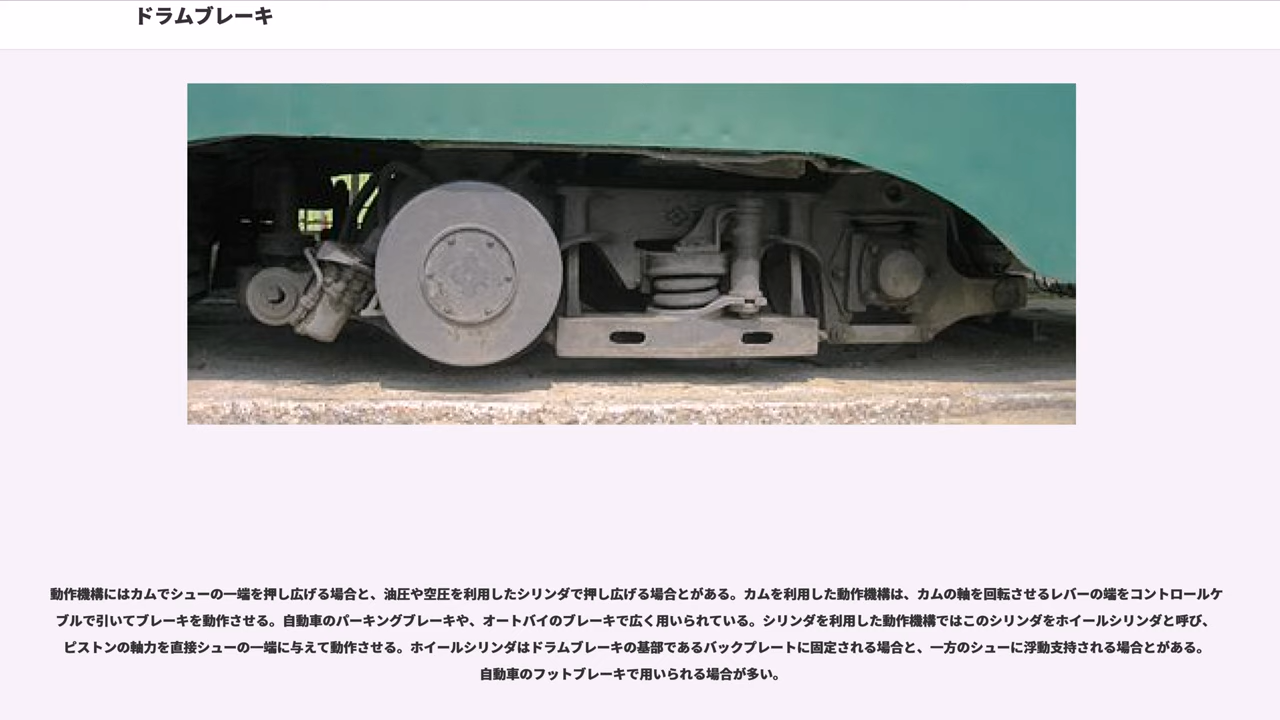 ドラムブレーキ
動作機構にはカムでシューの一端を押し広げる場合と、油圧や空圧を利用したシリンダで押し広げる場合とがある。カムを利用した動作機構は、カムの軸を回転させるレバーの端をコントロールケ
ブルで引いてブレーキを動作させる。自動車のパーキングブレーキや、オートバイのブレーキで広く用いられている。シリンダを利用した動作機構ではこのシリンダをホイールシリンダと呼び、
ピストンの軸力を直接シューの一端に与えて動作させる。ホイールシリンダはドラムブレーキの基部であるバックプレートに固定される場合と、一方のシューに浮動支持される場合とがある。
自動車のフットブレーキで用いられる場合が多い。